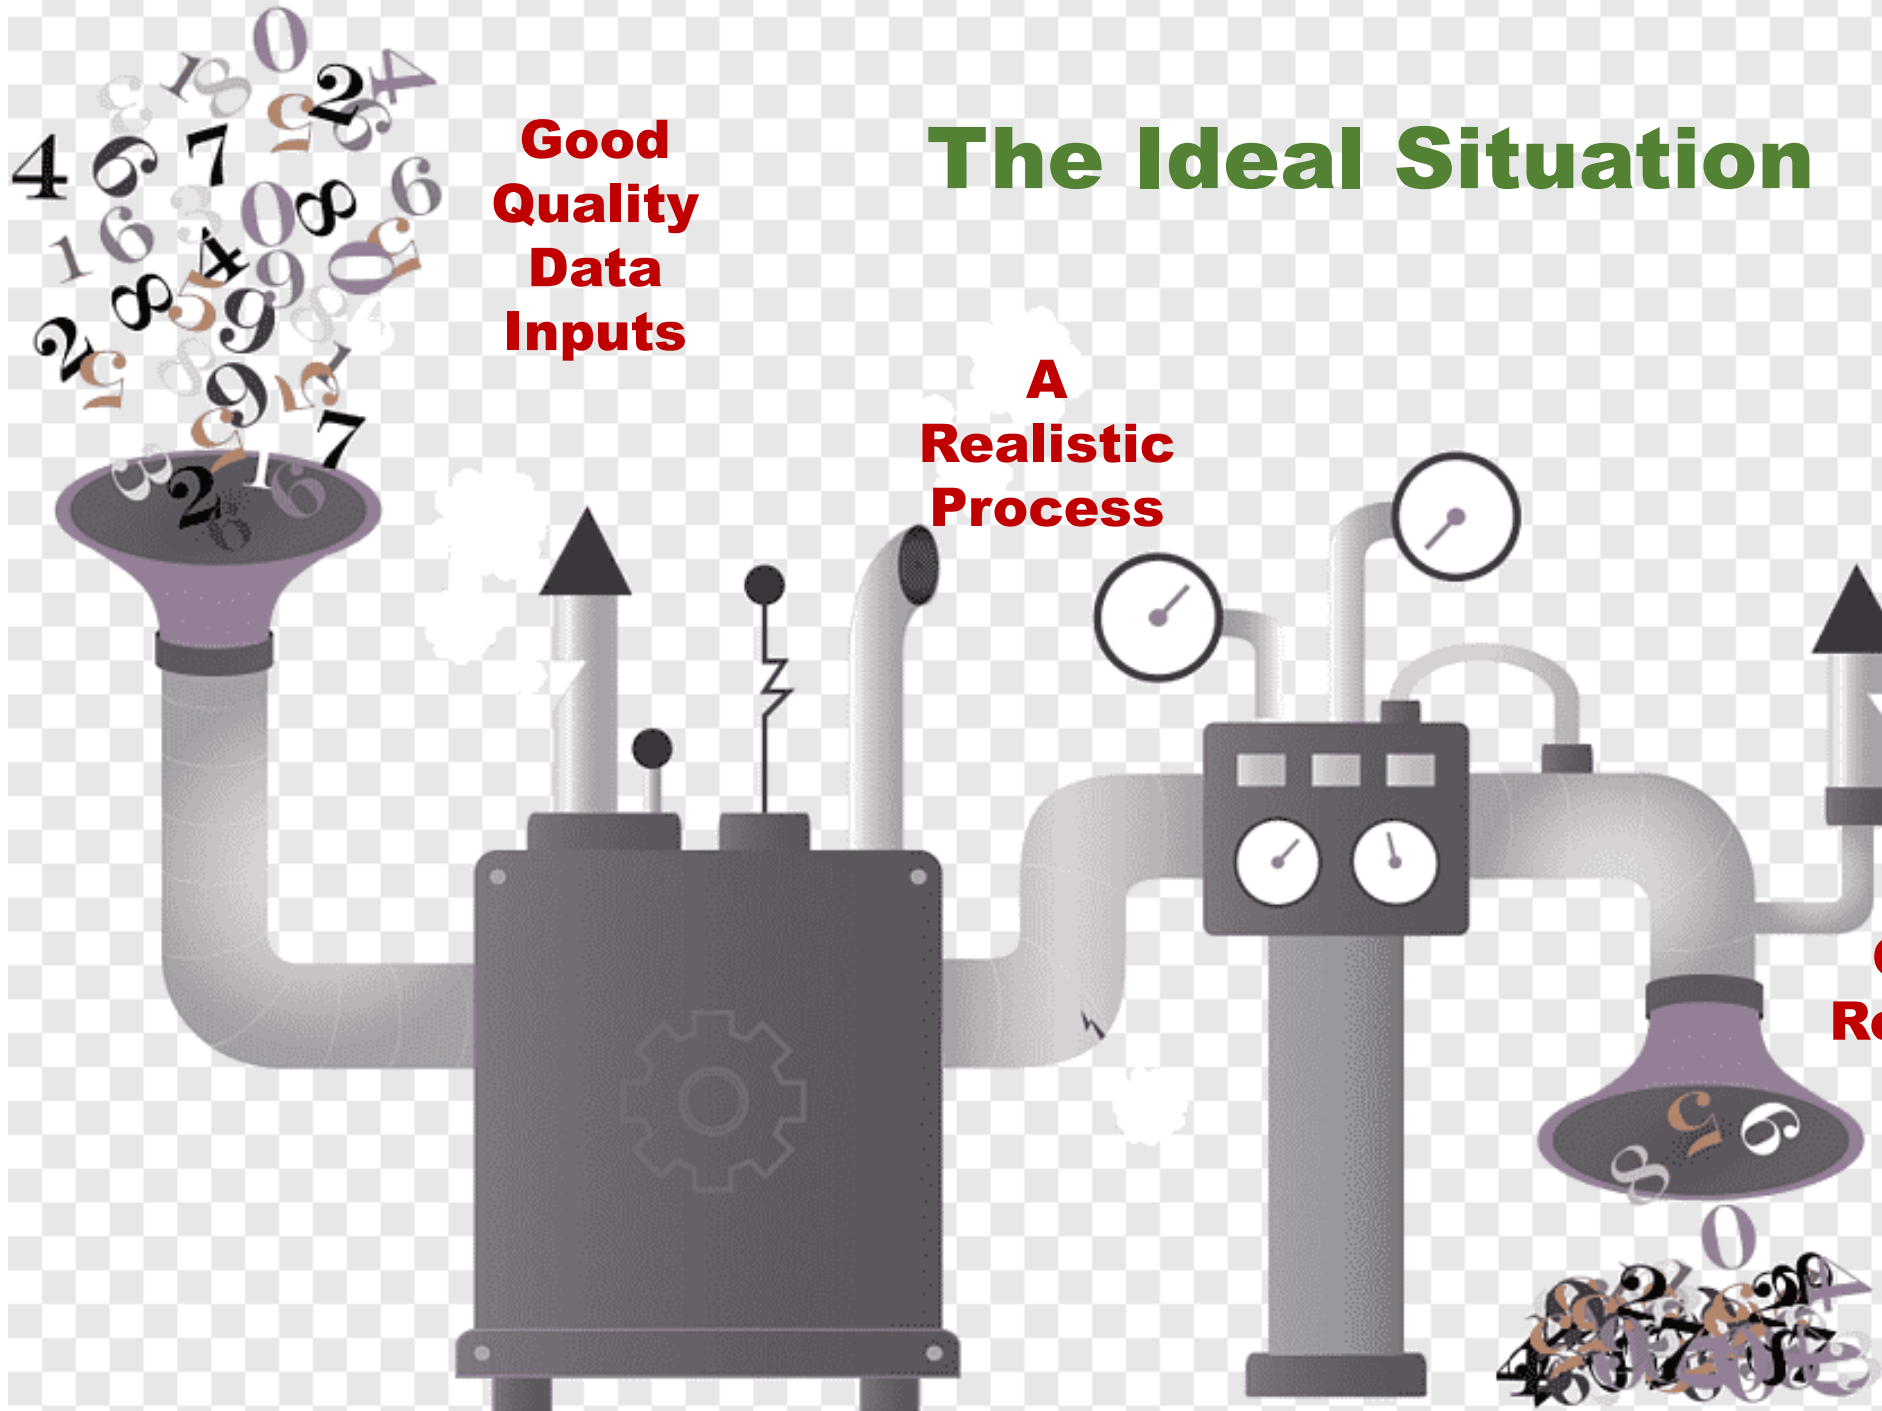 The Ideal Situation
Good
Quality
Data
Inputs
A
Realistic
Process